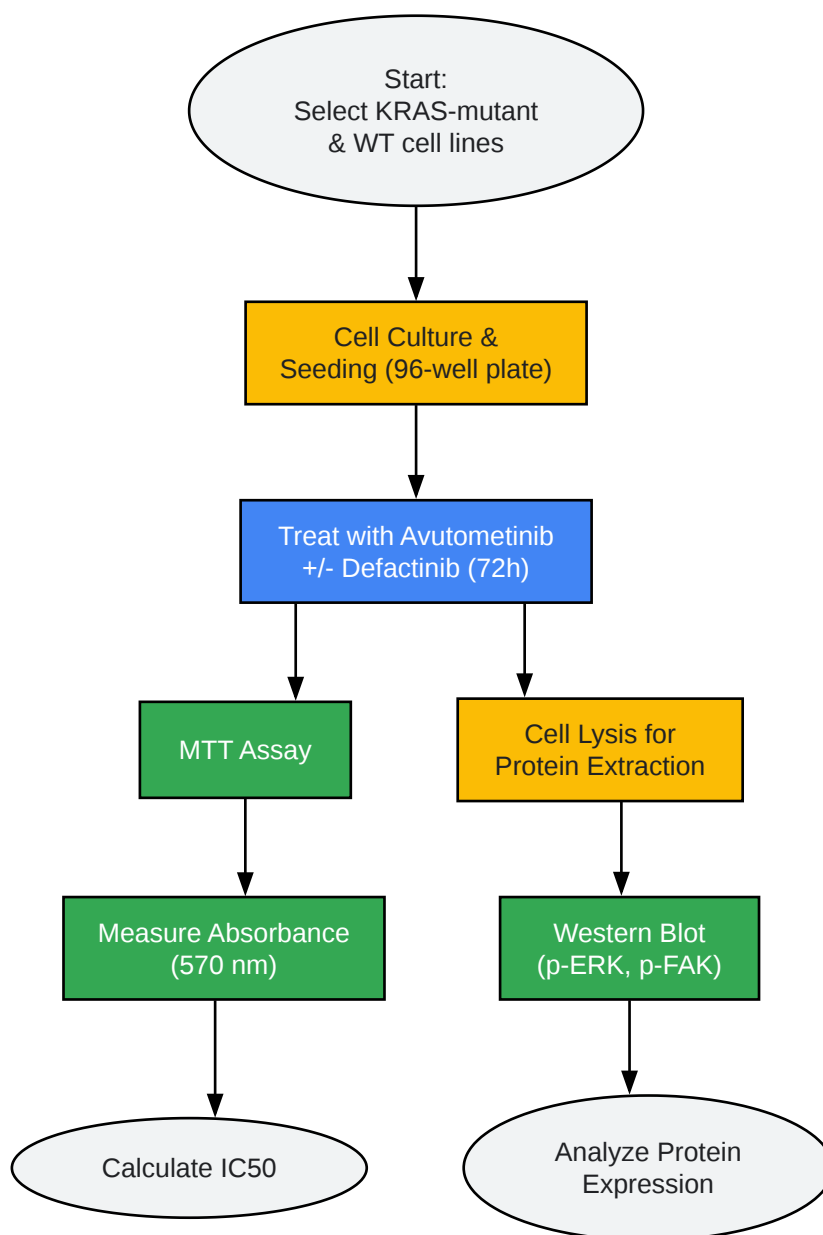 Start:
Select KRAS-mutant
& WT cell lines
Cell Culture &
Seeding (96-well plate)
Treat with Avutometinib
+/- Defactinib (72h)
MTT Assay
Cell Lysis for
Protein Extraction
Measure Absorbance
(570 nm)
Western Blot
(p-ERK, p-FAK)
Calculate IC50
Analyze Protein
Expression